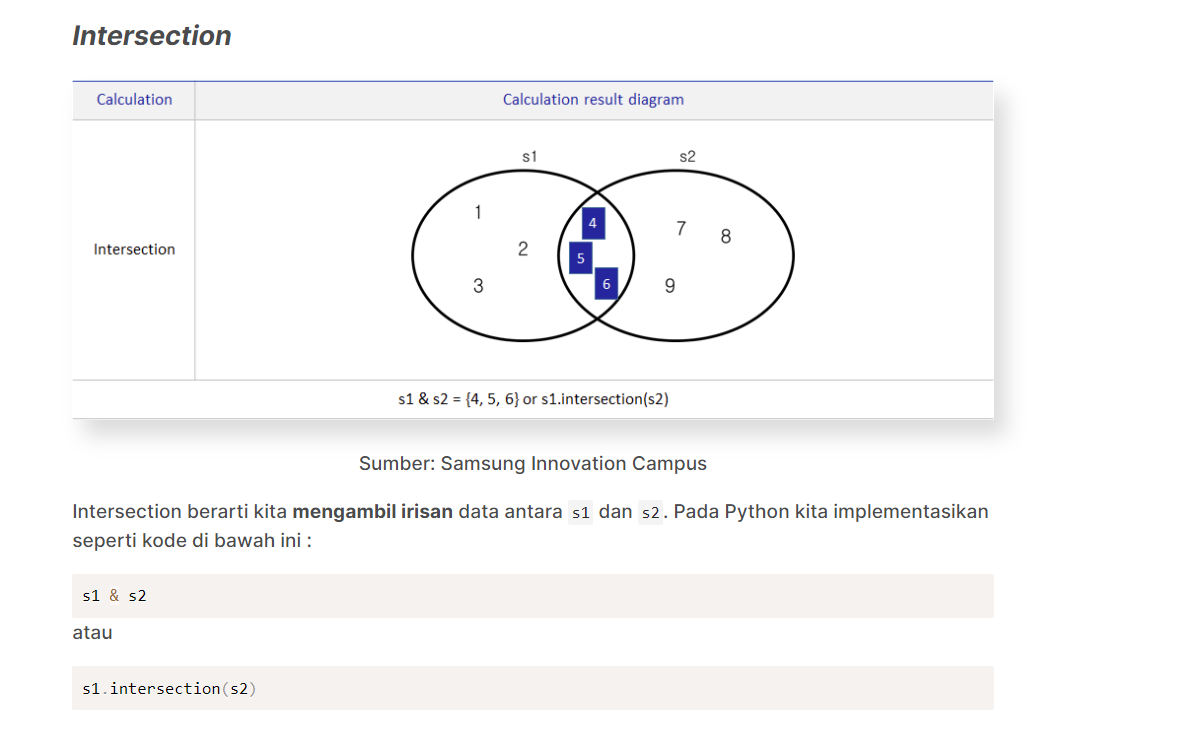 Intersection
Calculation
Calculation result diagram
s1
s2
1
2
3
4
5
6
7
8
9
Intersection
s1 & s2 = {4, 5, 6} or s1.intersection(s2)
Sumber: Samsung Innovation Campus
Intersection berarti kita mengambil irisan data antara s1 dan s2. Pada Python kita implementasikan
seperti kode di bawah ini :
s1 & s2
atau
s1.intersection(s2)